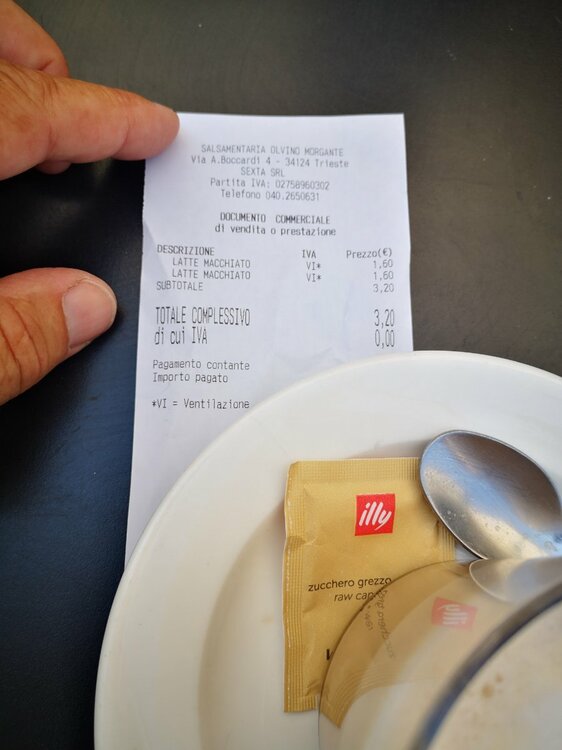 SALSAMENTARIA OLVINO MORGANTE
Via A.Boccardi 4 - 34124 Trieste
SEXTA SRL
Partita IVA: 02758960302
Telefono 040.2650631
DOCUMENTO COMMERCIALE
di vendita o prestazione
DESCRIZIONE IVA Prezzo(€)
LATTE MACCHIATO VI* 1,60
LATTE MACCHIATO VI* 1,60
SUBTOTALE 3,20
TOTALE COMPLESSIVO 3,20
di cui IVA 0,00
Pagamento contante
Importo pagato
*VI = Ventilazione
illy
zucchero grezzo
raw can
illy